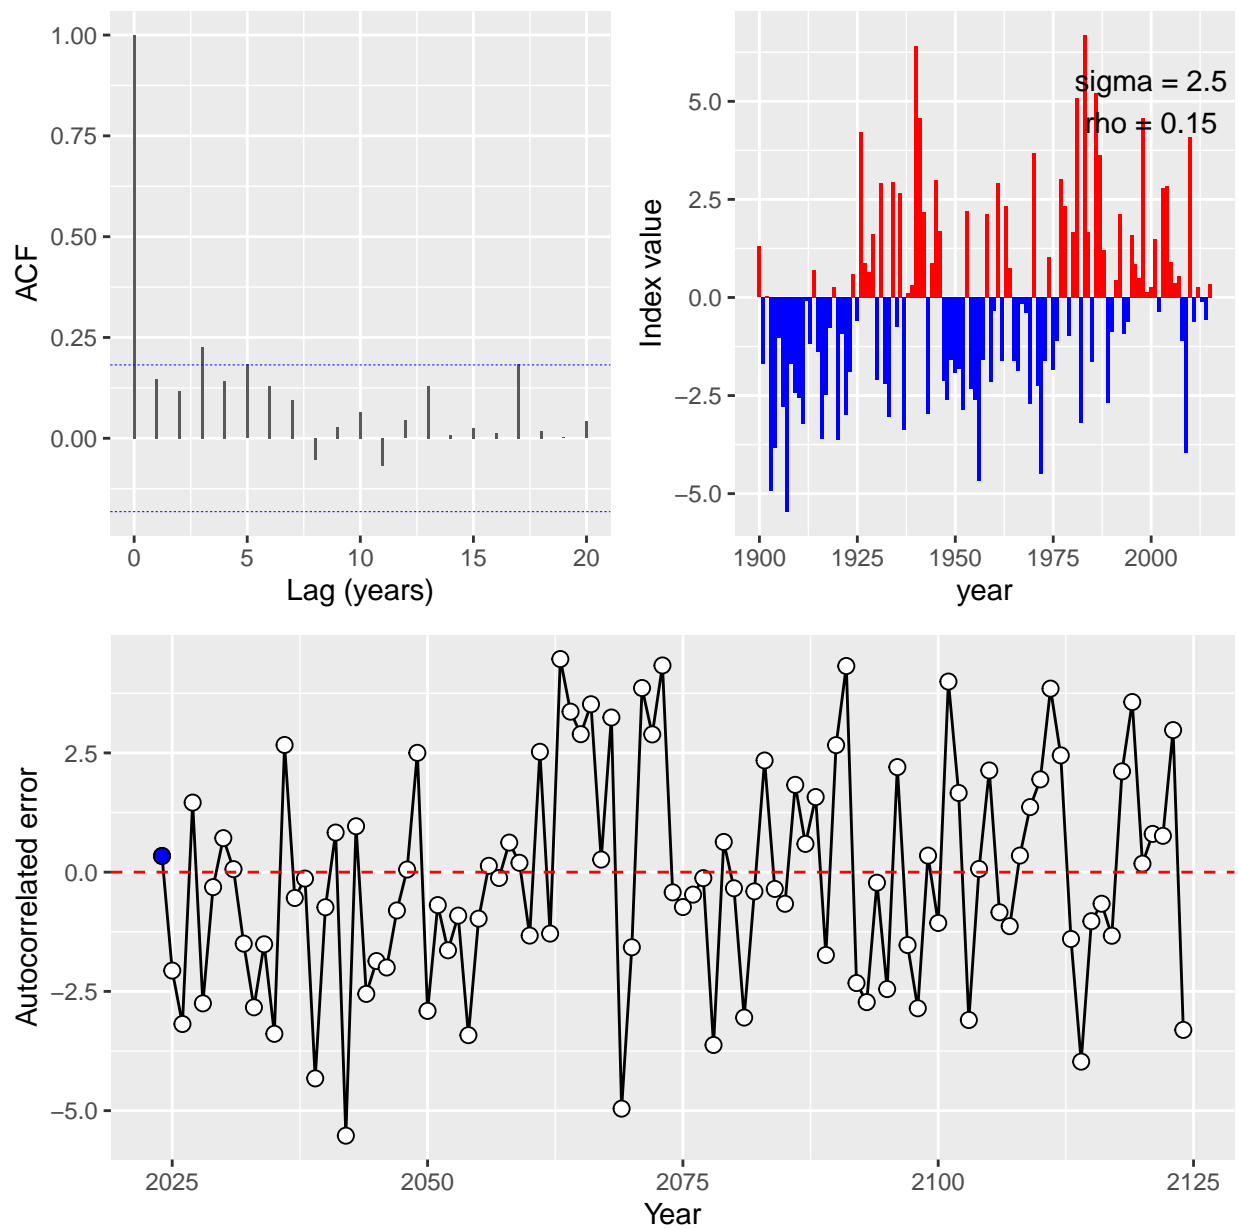 1.00
0.75
0.50
0.25
0.00
ACF
0 5 10 15 20
Lag (years)
sigma = 2.5
rho = 0.15
5.0
2.5
0.0
−2.5
−5.0
Index value
1900 1925 1950 1975 2000
year
2.5
0.0
−2.5
−5.0
Autocorrelated error
2025 2050 2075 2100 2125
Year